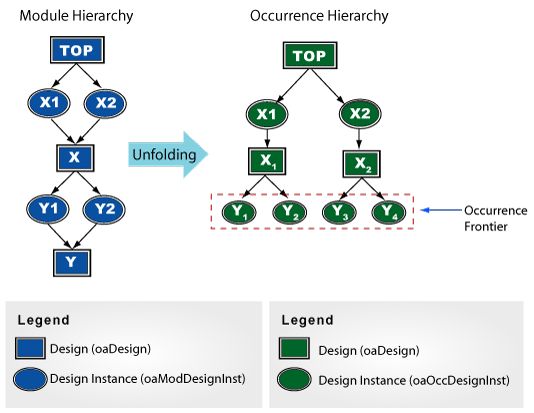 Module Hierarchy
Occurrence Hierarchy
TOP
TOP
X1
X2
X1
X2
X
Unfolding
X1
X2
Y1
Y2
Y1
Y2
Y3
Y4
Occurrence
Frontier
Y
Legend
Design (oaDesign)
Design Instance (oaModDesignInst)
Legend
Design (oaDesign)
Design Instance (oaOccDesignInst)